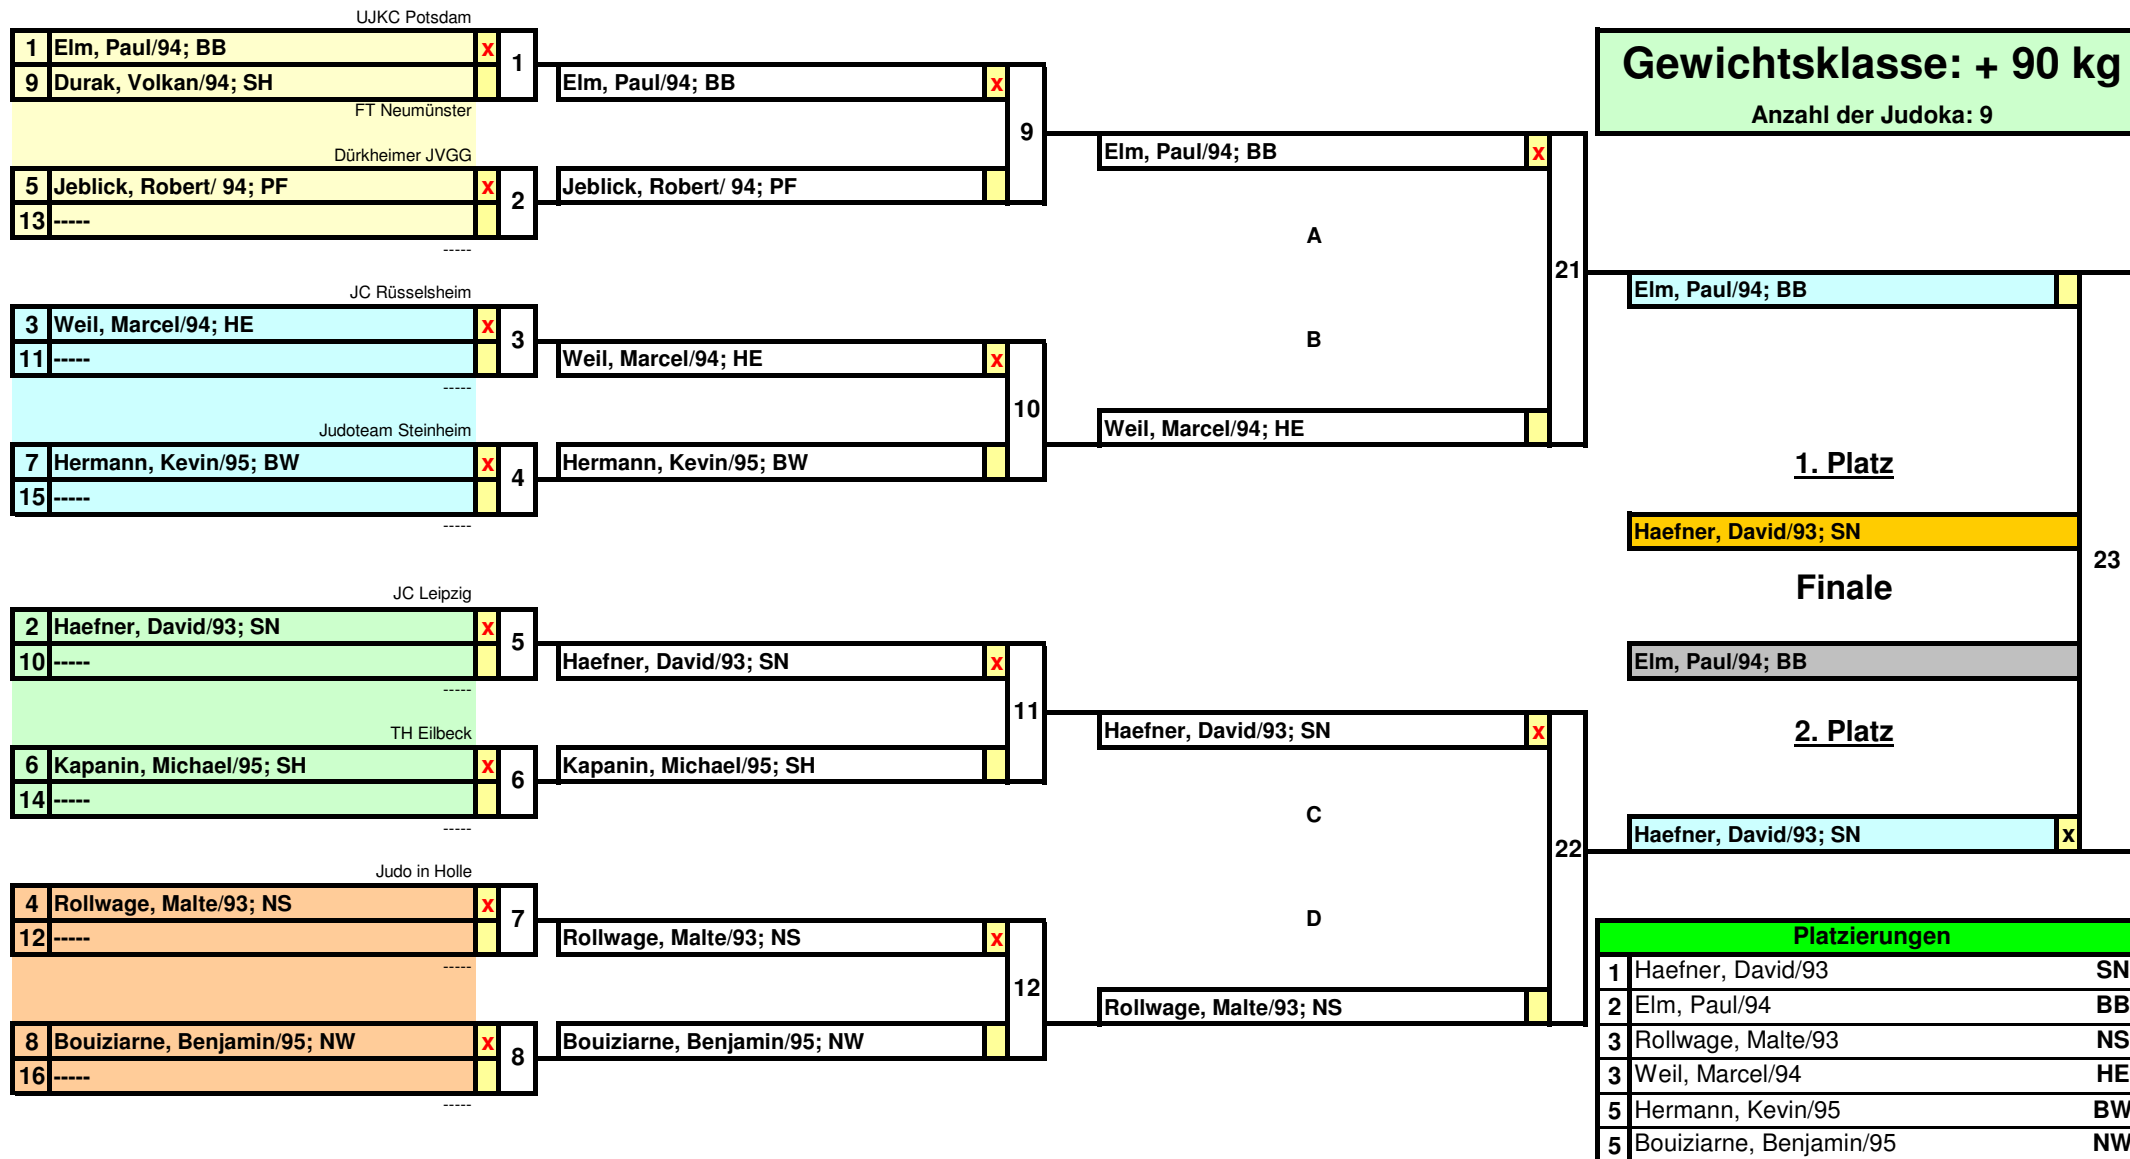 UJKC Potsdam
1 Elm, Paul/94; BB x
9 Durak, Volkan/94; SH
1
FT Neumünster
Dürkheimer JVGG
5 Jeblick, Robert/ 94; PF x
13 -----
2
-----
JC Rüsselsheim
3 Weil, Marcel/94; HE x
11 -----
3
-----
Judoteam Steinheim
7 Hermann, Kevin/95; BW x
15 -----
4
-----
JC Leipzig
2 Haefner, David/93; SN x
10 -----
5
-----
TH Eilbeck
6 Kapanin, Michael/95; SH x
14 -----
6
-----
Judo in Holle
4 Rollwage, Malte/93; NS x
12 -----
7
-----
8 Bouiziarne, Benjamin/95; NW x
16 -----
8
-----
Elm, Paul/94; BB x
9
Jeblick, Robert/ 94; PF
Weil, Marcel/94; HE x
10
Hermann, Kevin/95; BW
Haefner, David/93; SN x
11
Kapanin, Michael/95; SH
Rollwage, Malte/93; NS x
12
Bouiziarne, Benjamin/95; NW
Elm, Paul/94; BB x
A
21
B
Weil, Marcel/94; HE
Haefner, David/93; SN x
C
22
D
Rollwage, Malte/93; NS
Gewichtsklasse: + 90 kg
Anzahl der Judoka: 9
Elm, Paul/94; BB
1. Platz
Haefner, David/93; SN
23
Finale
Elm, Paul/94; BB
2. Platz
Haefner, David/93; SN x
Platzierungen
1 Haefner, David/93 SN
2 Elm, Paul/94 BB
3 Rollwage, Malte/93 NS
3 Weil, Marcel/94 HE
5 Hermann, Kevin/95 BW
5 Bouiziarne, Benjamin/95 NW